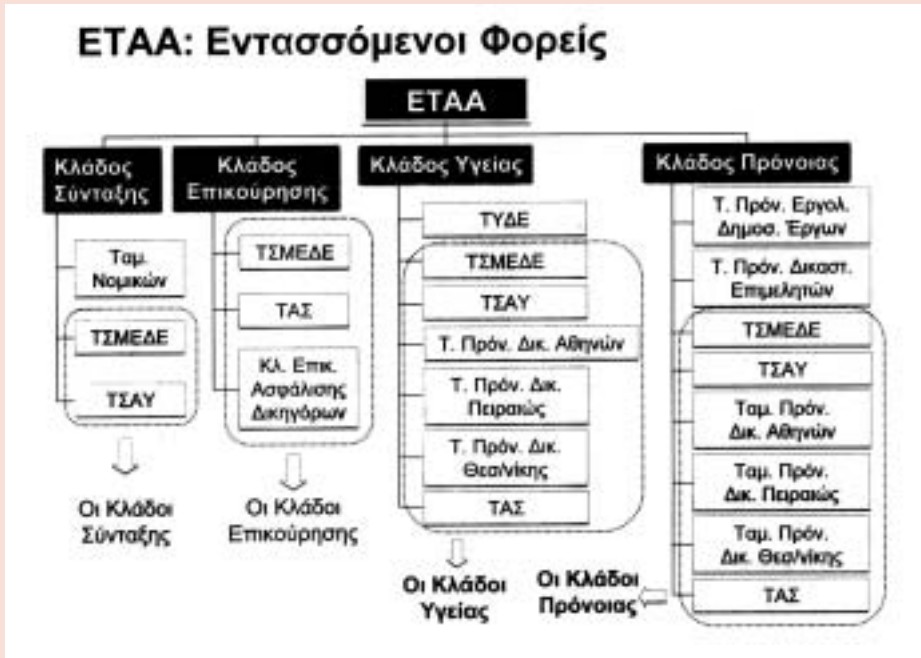 ΕΤΑΑ: Εντασσόμενοι Φορείς
ΕΤΑΑ
Κλάδος
Σύνταξης
Ταμ.
Νομικών
ΤΣΜΕΔΕ
ΤΣΑΥ
Οι Κλάδοι
Σύνταξης
Κλάδος
Επικούρησης
ΤΣΜΕΔΕ
ΤΑΣ
Κλ. Επικ.
Ασφάλισης
Δικηγόρων
Οι Κλάδοι
Επικούρησης
Κλάδος Υγείας
ΤΥΔΕ
ΤΣΜΕΔΕ
ΤΣΑΥ
Τ. Πρόν. Δικ. Αθηνών
Τ. Πρόν. Δικ.
Πειραιώς
Τ. Πρόν. Δικ.
Θεσ/νίκης
ΤΑΣ
Οι Κλάδοι
Υγείας
Κλάδος Πρόνοιας
Τ. Πρόν. Εργολ.
Δημοσ. Έργων
Τ. Πρόν. Δικαστ.
Επιμελητών
ΤΣΜΕΔΕ
ΤΣΑΥ
Ταμ. Πρόν.
Δικ. Αθηνών
Ταμ. Πρόν.
Δικ. Πειραιώς
Ταμ. Πρόν.
Δικ. Θεσ/νίκης
ΤΑΣ
Οι Κλάδοι
Πρόνοιας